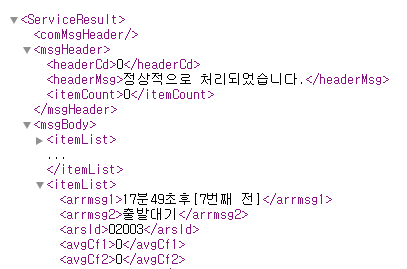 ▼<ServiceResult>
<comMsgHeader/>
▼<msgHeader>
<headerCd>0</headerCd>
<headerMsg>정상적으로 처리되었습니다.</headerMsg>
<itemCount>0</itemCount>
</msgHeader>
▼<msgBody>
▶<itemList>
...
</itemList>
▼<itemList>
<arrmsg1>17분49초후[7번째 전]</arrmsg1>
<arrmsg2>출발대기</arrmsg2>
<arsId>02003</arsId>
<avgCf1>0</avgCf1>
<avgCf2>0</avgCf2>